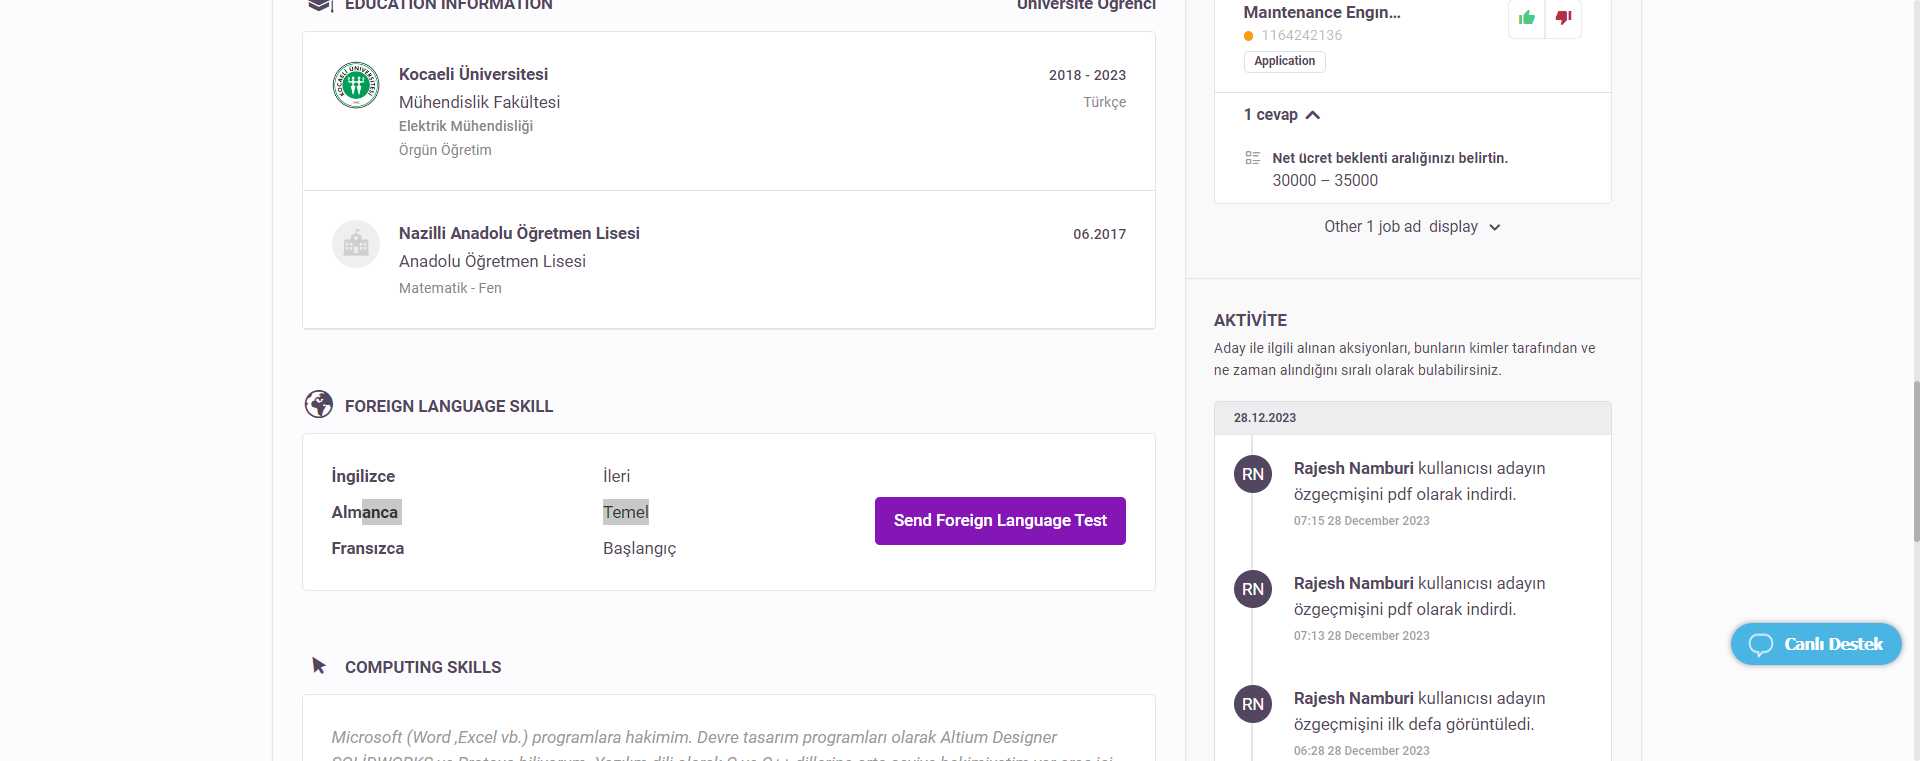 EDUCATION INFORMATION
Üniversite Öğrenci
Kocaeli Üniversitesi
2018 - 2023
Mühendislik Fakültesi
Türkçe
Elektrik Mühendisliği
Örgün Öğretim
Nazilli Anadolu Öğretmen Lisesi
06.2017
Anadolu Öğretmen Lisesi
Matematik - Fen
FOREIGN LANGUAGE SKILL
İngilizce
İleri
Almanca
Temel
Send Foreign Language Test
Fransızca
Başlangıç
COMPUTING SKILLS
Microsoft (Word ,Excel vb.) programlara hakimim. Devre tasarım programları olarak Altium Designer
Maıntenance Engın...
1164242136
Application
1 cevap
Net ücret beklenti aralığınızı belirtin.
30000 – 35000
Other 1 job ad display
AKTİVİTE
Aday ile ilgili alınan aksiyonları, bunların kimler tarafından ve
ne zaman alındığını sıralı olarak bulabilirsiniz.
28.12.2023
RN
Rajesh Namburi kullanıcısı adayın
özgeçmişini pdf olarak indirdi.
07:15 28 December 2023
RN
Rajesh Namburi kullanıcısı adayın
özgeçmişini pdf olarak indirdi.
07:13 28 December 2023
RN
Rajesh Namburi kullanıcısı adayın
özgeçmişini ilk defa görüntüledi.
06:28 28 December 2023
Canlı Destek